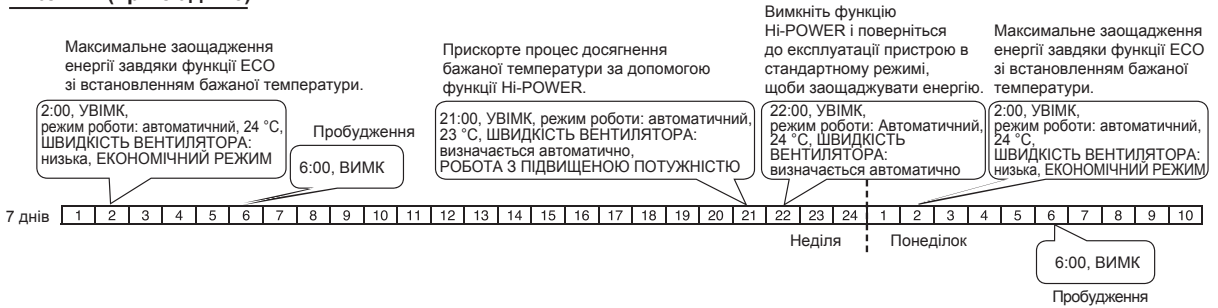 Максимальне заощадження
енергії завдяки функції ECO
зі встановленням бажаної температури.
2:00, УВІМК,
режим роботи: автоматичний, 24 °C,
ШВИДКІСТЬ ВЕНТИЛЯТОРА:
низька, ЕКОНОМІЧНИЙ РЕЖИМ
Пробудження
6:00, ВИМК
Прискорте процес досягнення
бажаної температури за допомогою
функції Hi-POWER.
21:00, УВІМК, режим роботи: автоматичний,
23 °C, ШВИДКІСТЬ ВЕНТИЛЯТОРА:
визначається автоматично,
РОБОТА З ПІДВИЩЕНОЮ ПОТУЖНІСТЮ
Вимкніть функцію
Hi-POWER і поверніться
до експлуатації пристрою в
стандартному режимі,
щоби заощаджувати енергію.
22:00, УВІМК,
режим роботи: Автоматичний,
24 °C, ШВИДКІСТЬ
ВЕНТИЛЯТОРА:
визначається автоматично
Максимальне заощадження
енергії завдяки функції ECO
зі встановленням бажаної
температури.
2:00, УВІМК,
режим роботи: автоматичний,
24 °C,
ШВИДКІСТЬ ВЕНТИЛЯТОРА:
низька, ЕКОНОМІЧНИЙ РЕЖИМ
7 днів 1 2 3 4 5 6 7 8 9 10 11 12 13 14 15 16 17 18 19 20 21 22 23 24 1 2 3 4 5 6 7 8 9 10
Неділя Понеділок
6:00, ВИМК
Пробудження